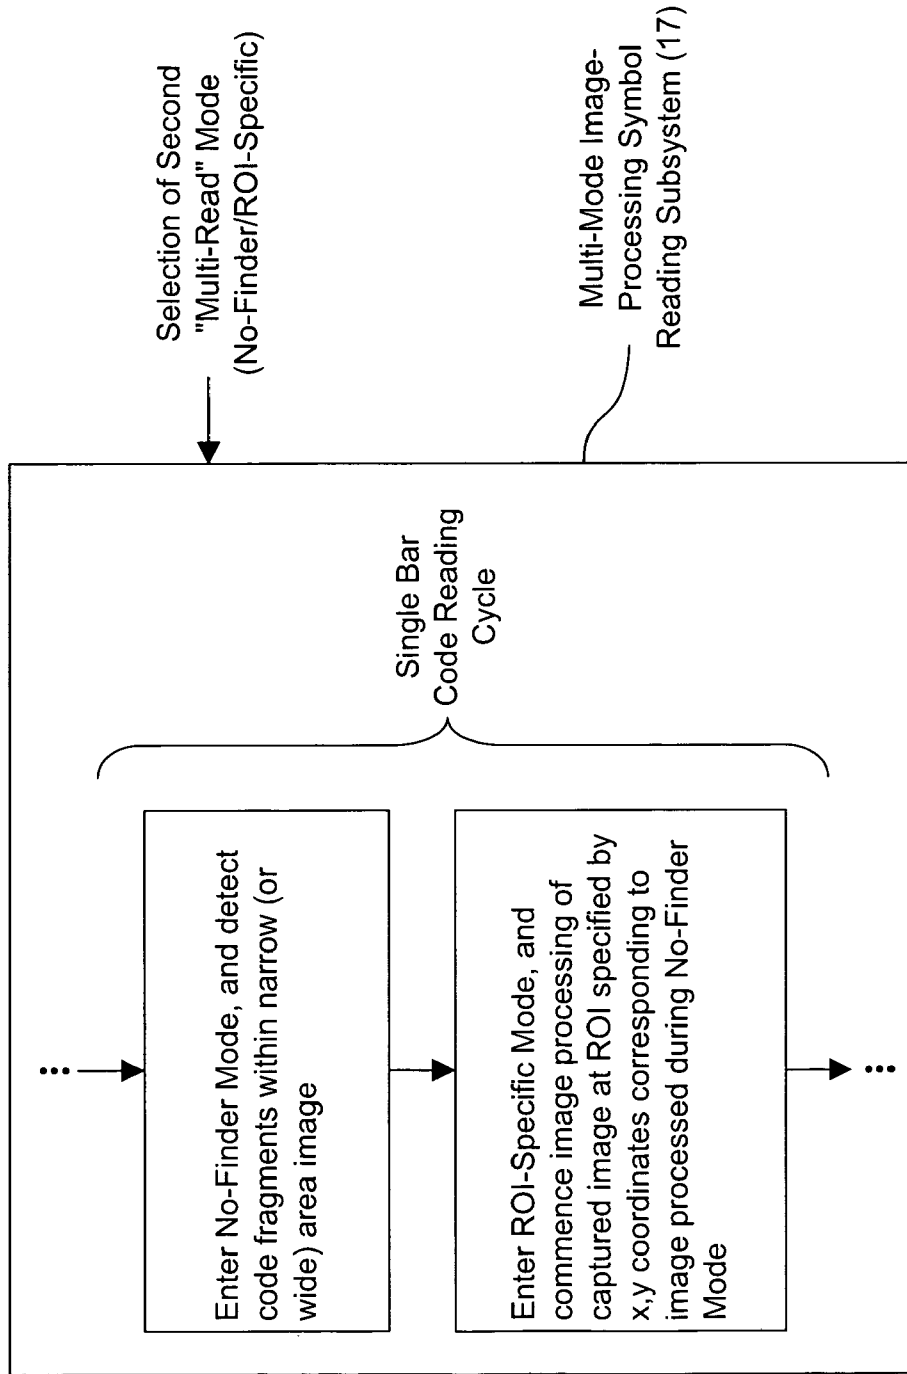 Selection of Second
"Multi-Read" Mode
(No-Finder/ROI-Specific)
Multi-Mode Image-
Processing Symbol
Reading Subsystem (17)
Single Bar
Code Reading
Cycle
Enter No-Finder Mode, and detect
code fragments within narrow (or
wide) area image
Enter ROI-Specific Mode, and
commence image processing of
captured image at ROI specified by
x,y coordinates corresponding to
image processed during No-Finder
Mode